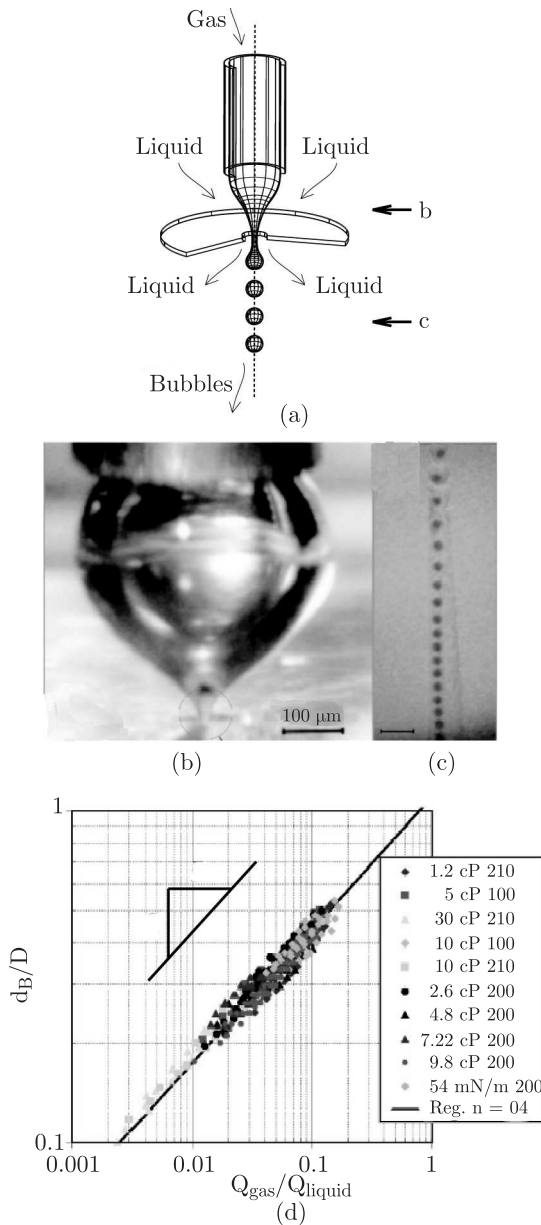 Gas
Liquid Liquid
b
Liquid Liquid
c
Bubbles
(a)
100 μm
(b) (c)
1
d_B/D
0.1
0.001 0.01 0.1 1
Q_gas/Q_liquid
1.2 cP 210
5 cP 100
30 cP 210
10 cP 100
10 cP 210
2.6 cP 200
4.8 cP 200
7.22 cP 200
9.8 cP 200
54 mN/m 200
Reg. n = 04
(d)